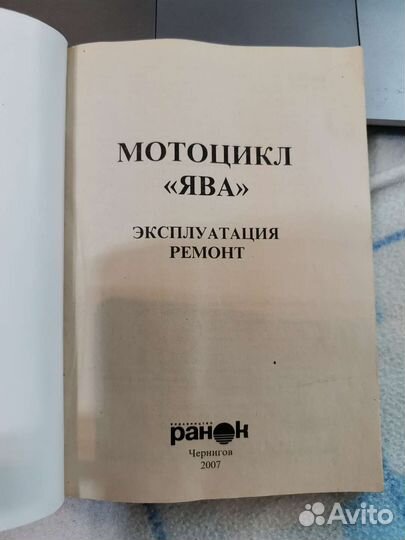 МОТОЦИКЛ
«ЯВА»
ЭКСПЛУАТАЦИЯ
РЕМОНТ
видавництво
ранок
Чернигов
2007
Avito